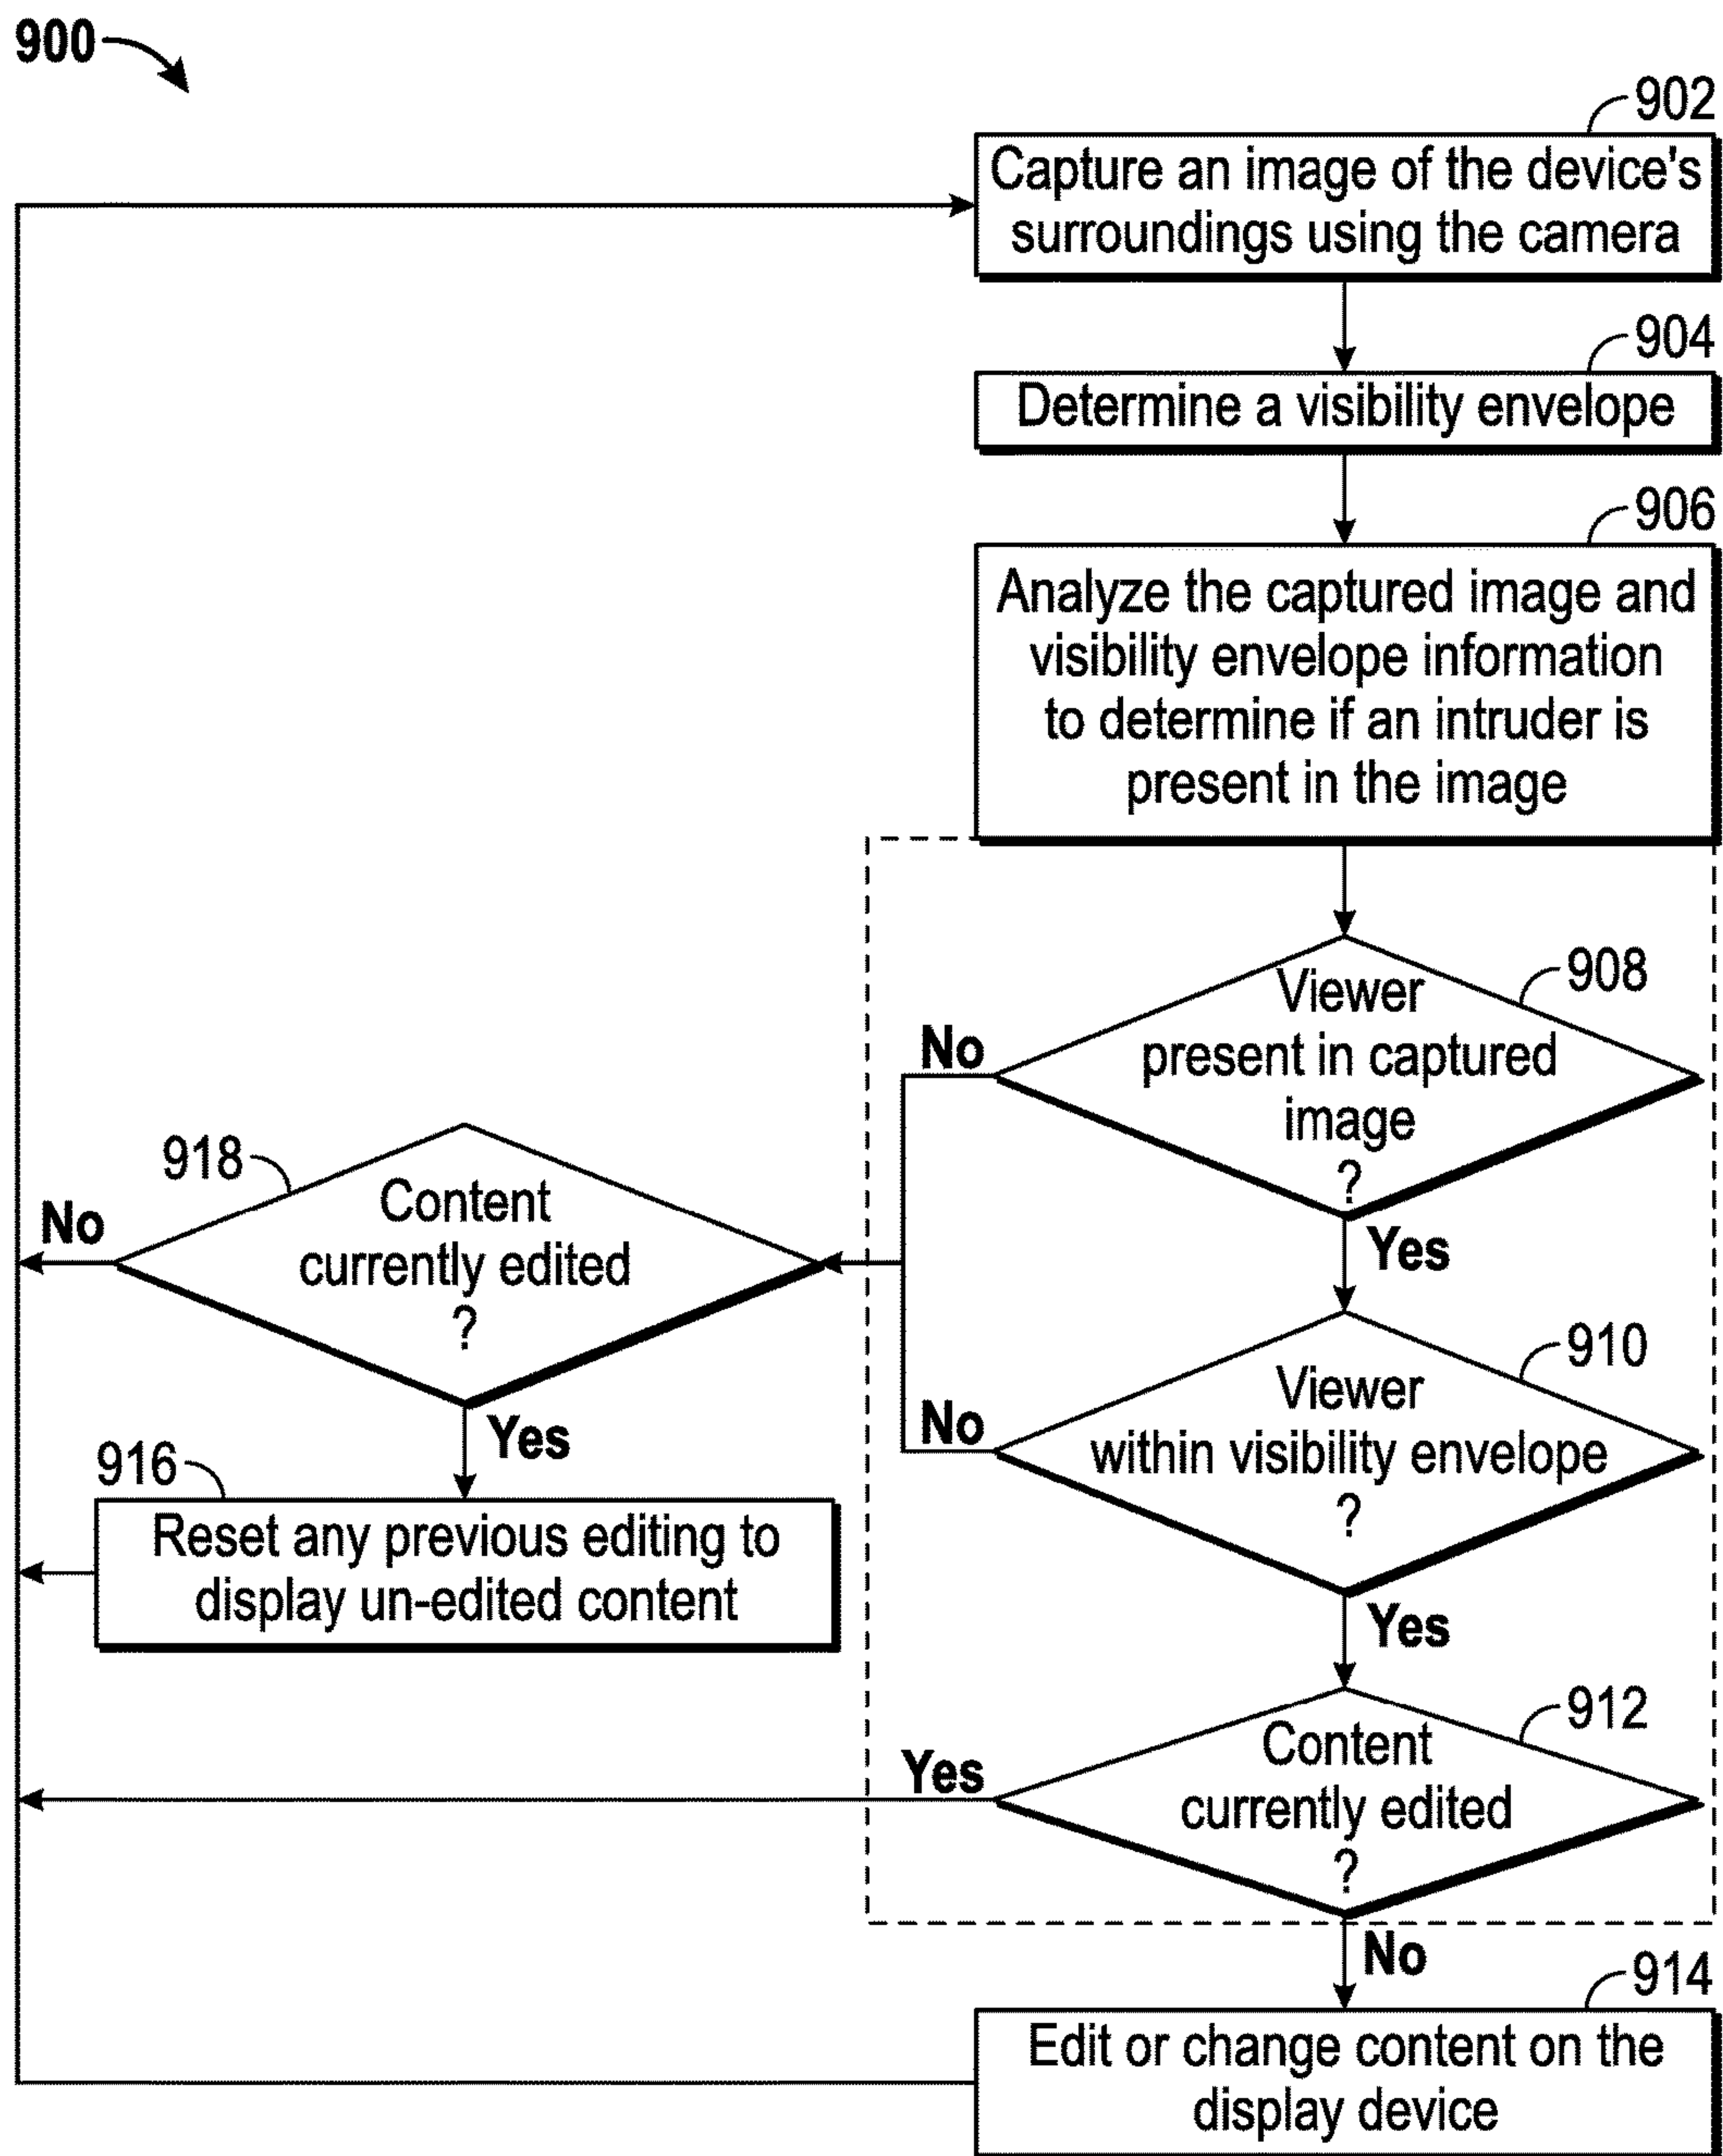 900
902
Capture an image of the device's
surroundings using the camera
904
Determine a visibility envelope
906
Analyze the captured image and
visibility envelope information
to determine if an intruder is
present in the image
908
Viewer
present in captured
image
?
No
Yes
918
Content
currently edited
?
No
Yes
910
Viewer
within visibility envelope
?
No
Yes
916
Reset any previous editing to
display un-edited content
912
Content
currently edited
?
Yes
No
914
Edit or change content on the
display device